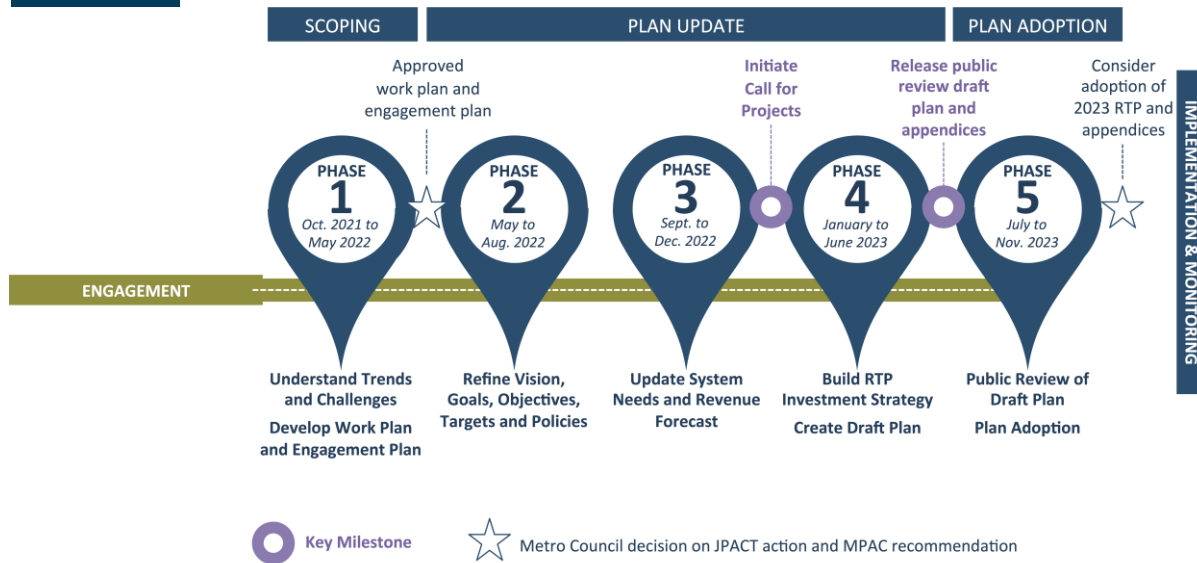 SCOPING
PLAN UPDATE
PLAN ADOPTION
Approved
work plan and
engagement plan
Initiate
Call for
Projects
Release public
review draft
plan and
appendices
Consider
adoption of
2023 RTP and
appendices
IMPLEMENTATION & MONITORING
PHASE
1
Oct. 2021 to
May 2022
PHASE
2
May to
Aug. 2022
PHASE
3
Sept. to
Dec. 2022
PHASE
4
January to
June 2023
PHASE
5
July to
Nov. 2023
ENGAGEMENT
Understand Trends
and Challenges
Develop Work Plan
and Engagement Plan
Refine Vision,
Goals, Objectives,
Targets and Policies
Update System
Needs and Revenue
Forecast
Build RTP
Investment Strategy
Create Draft Plan
Public Review of
Draft Plan
Plan Adoption
Key Milestone
Metro Council decision on JPACT action and MPAC recommendation